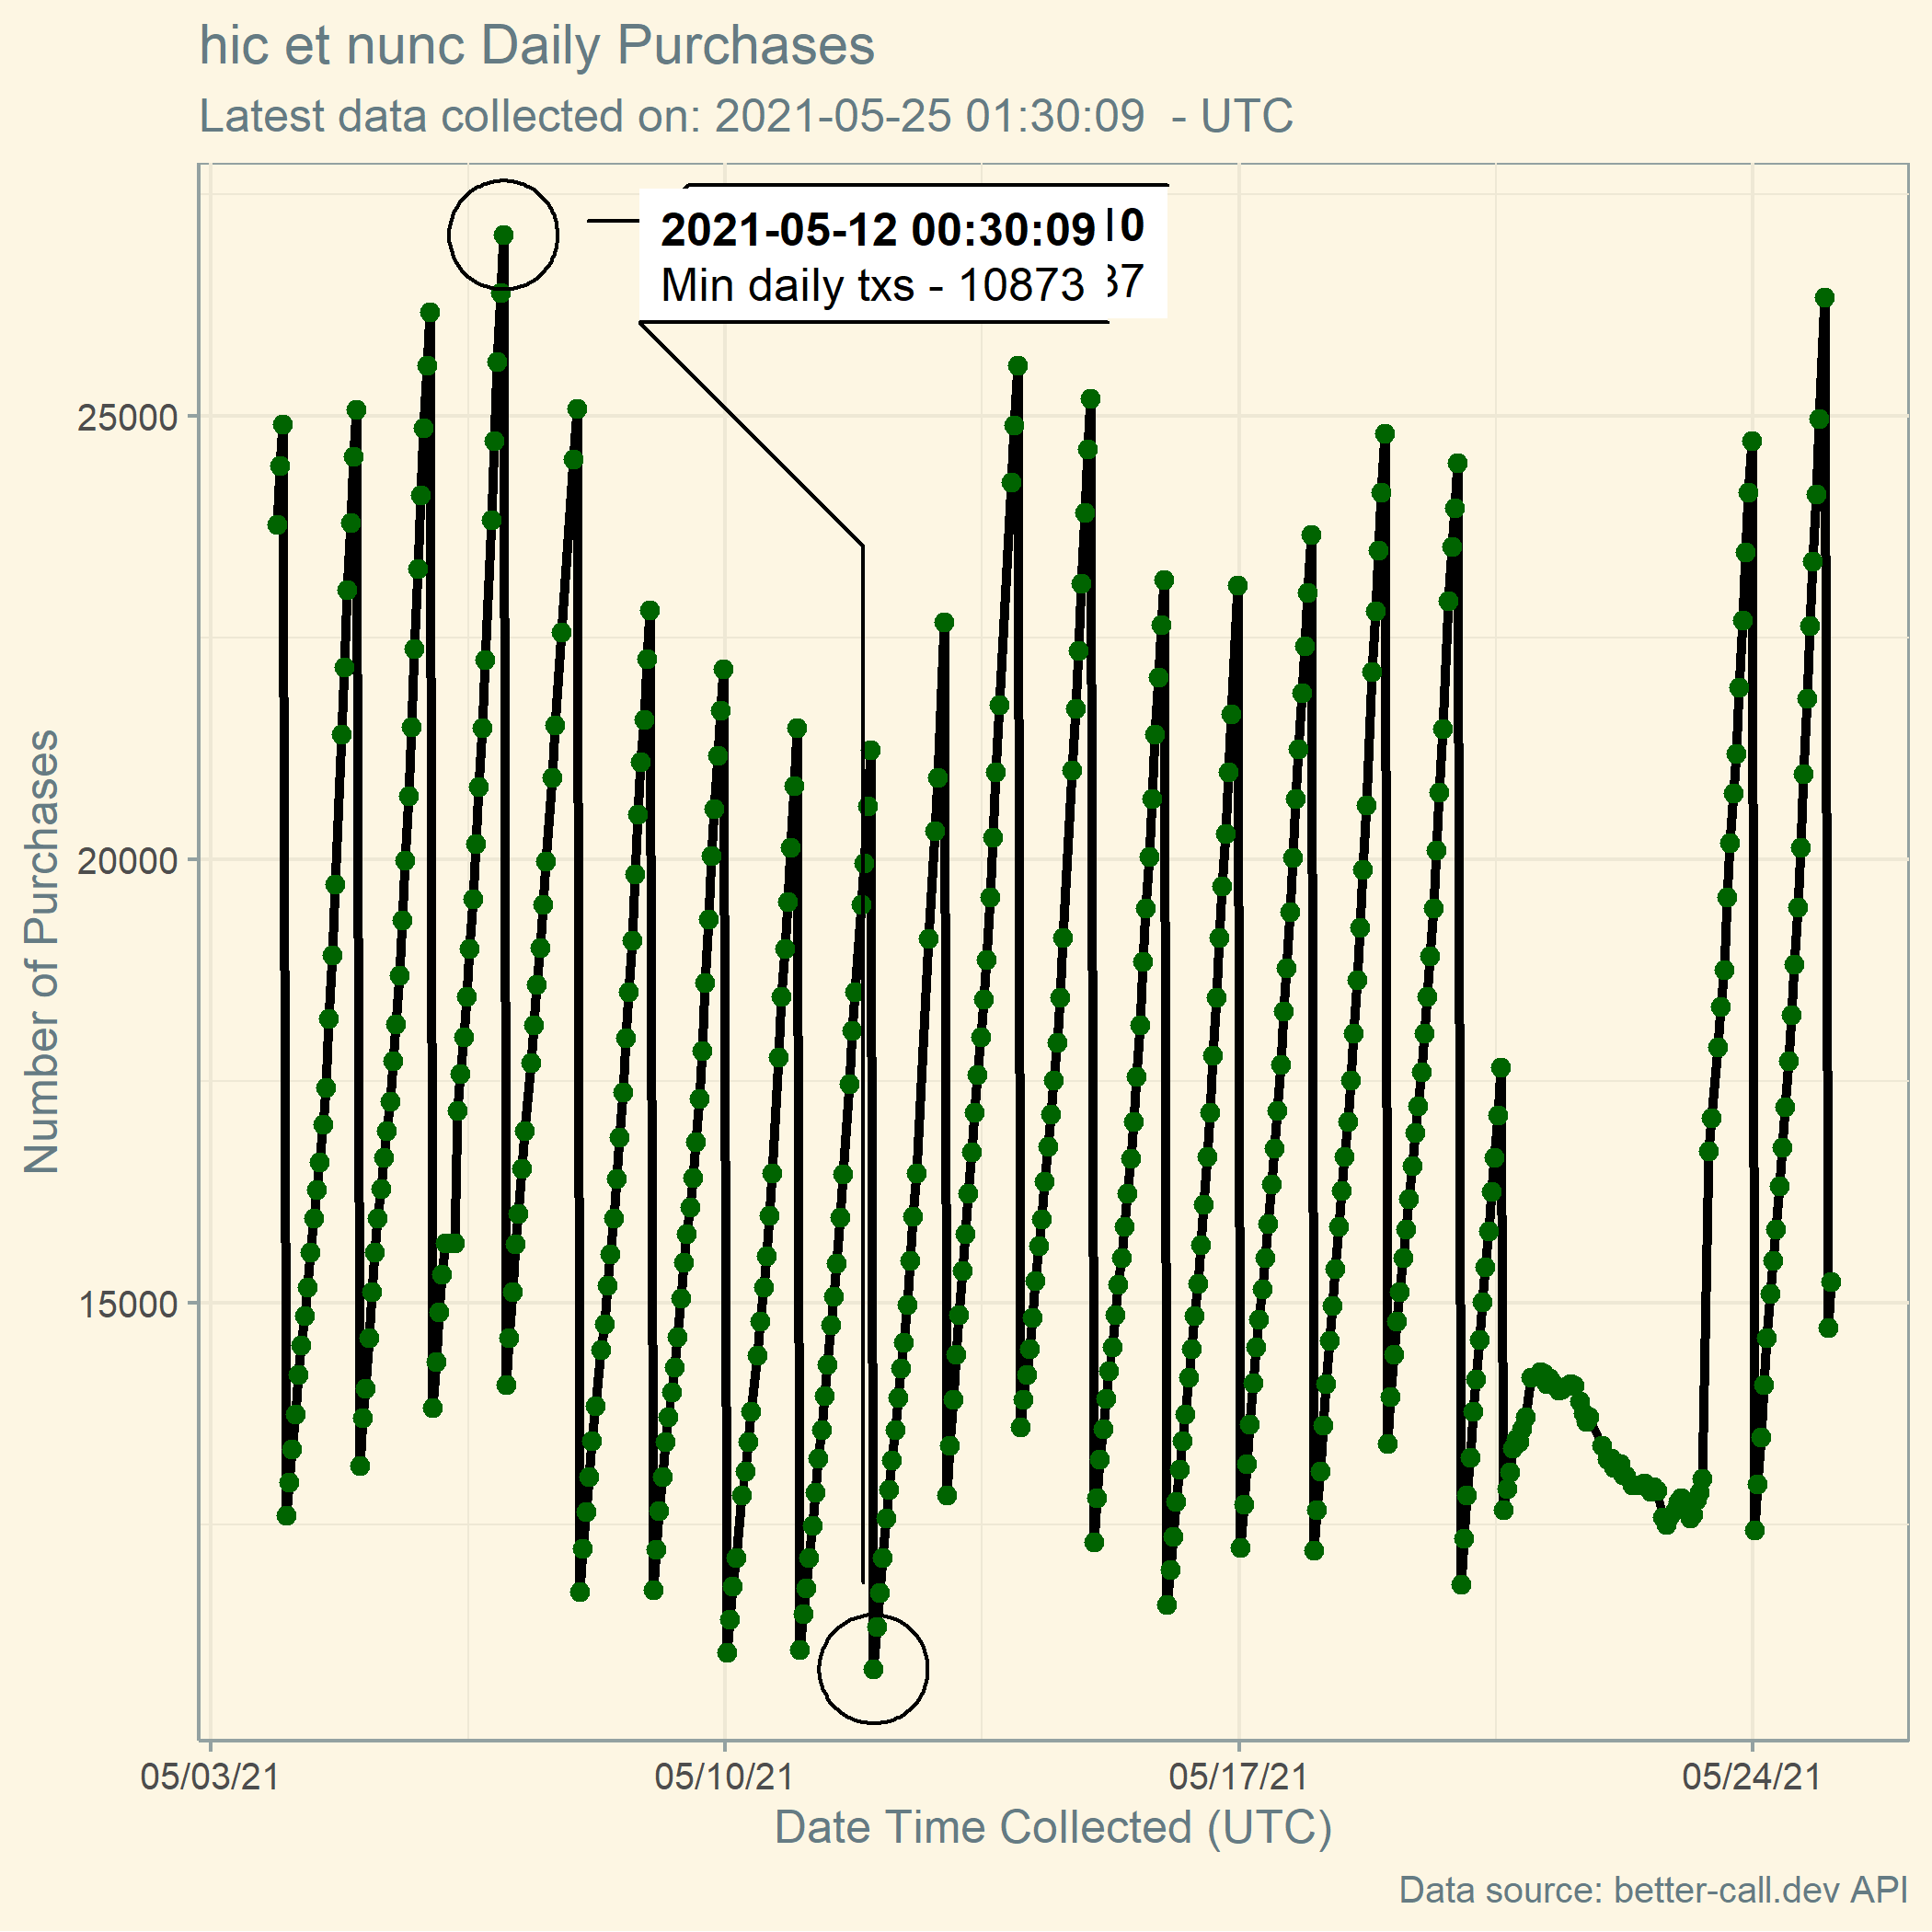 hic et nunc Daily Purchases
Latest data collected on: 2021-05-25 01:30:09 - UTC
2021-05-12 00:30:09
Min daily txs - 10873
25000
20000
15000
Number of Purchases
05/03/21
05/10/21
05/17/21
05/24/21
Date Time Collected (UTC)
Data source: better-call.dev API